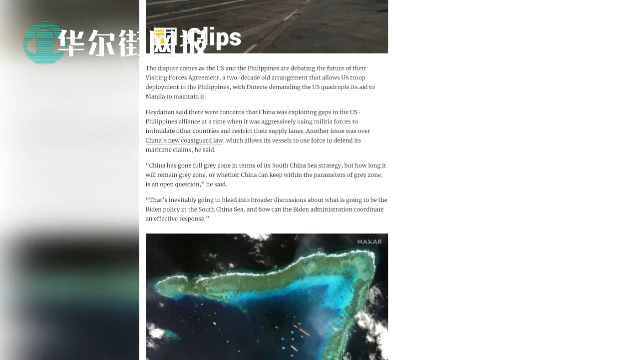 华尔街网报
Clips
The dispute comes as the US and the Philippines are debating the future of their
Visiting Forces Agreement, a two-decade old arrangement that allows US troop
deployment in the Philippines, with Duterte demanding the US quadruple its aid to
Manila to maintain it.
Heydarian said there were concerns that China was exploiting gaps in the US-
Philippines alliance at a time when it was aggressively using militia forces to
intimidate other countries and restrict their supply lanes. Another issue was over
China's new coastguard law, which allows its vessels to use force to defend its
maritime claims, he said.
“China has gone full grey zone in terms of its South China Sea strategy, but how long it
will remain grey zone, or whether China can keep within the parameters of grey zone,
is an open question,” he said.
“That's inevitably going to bleed into broader discussions about what is going to be the
Biden policy in the South China Sea, and how can the Biden administration coordinate
an effective response.”
MAXAR